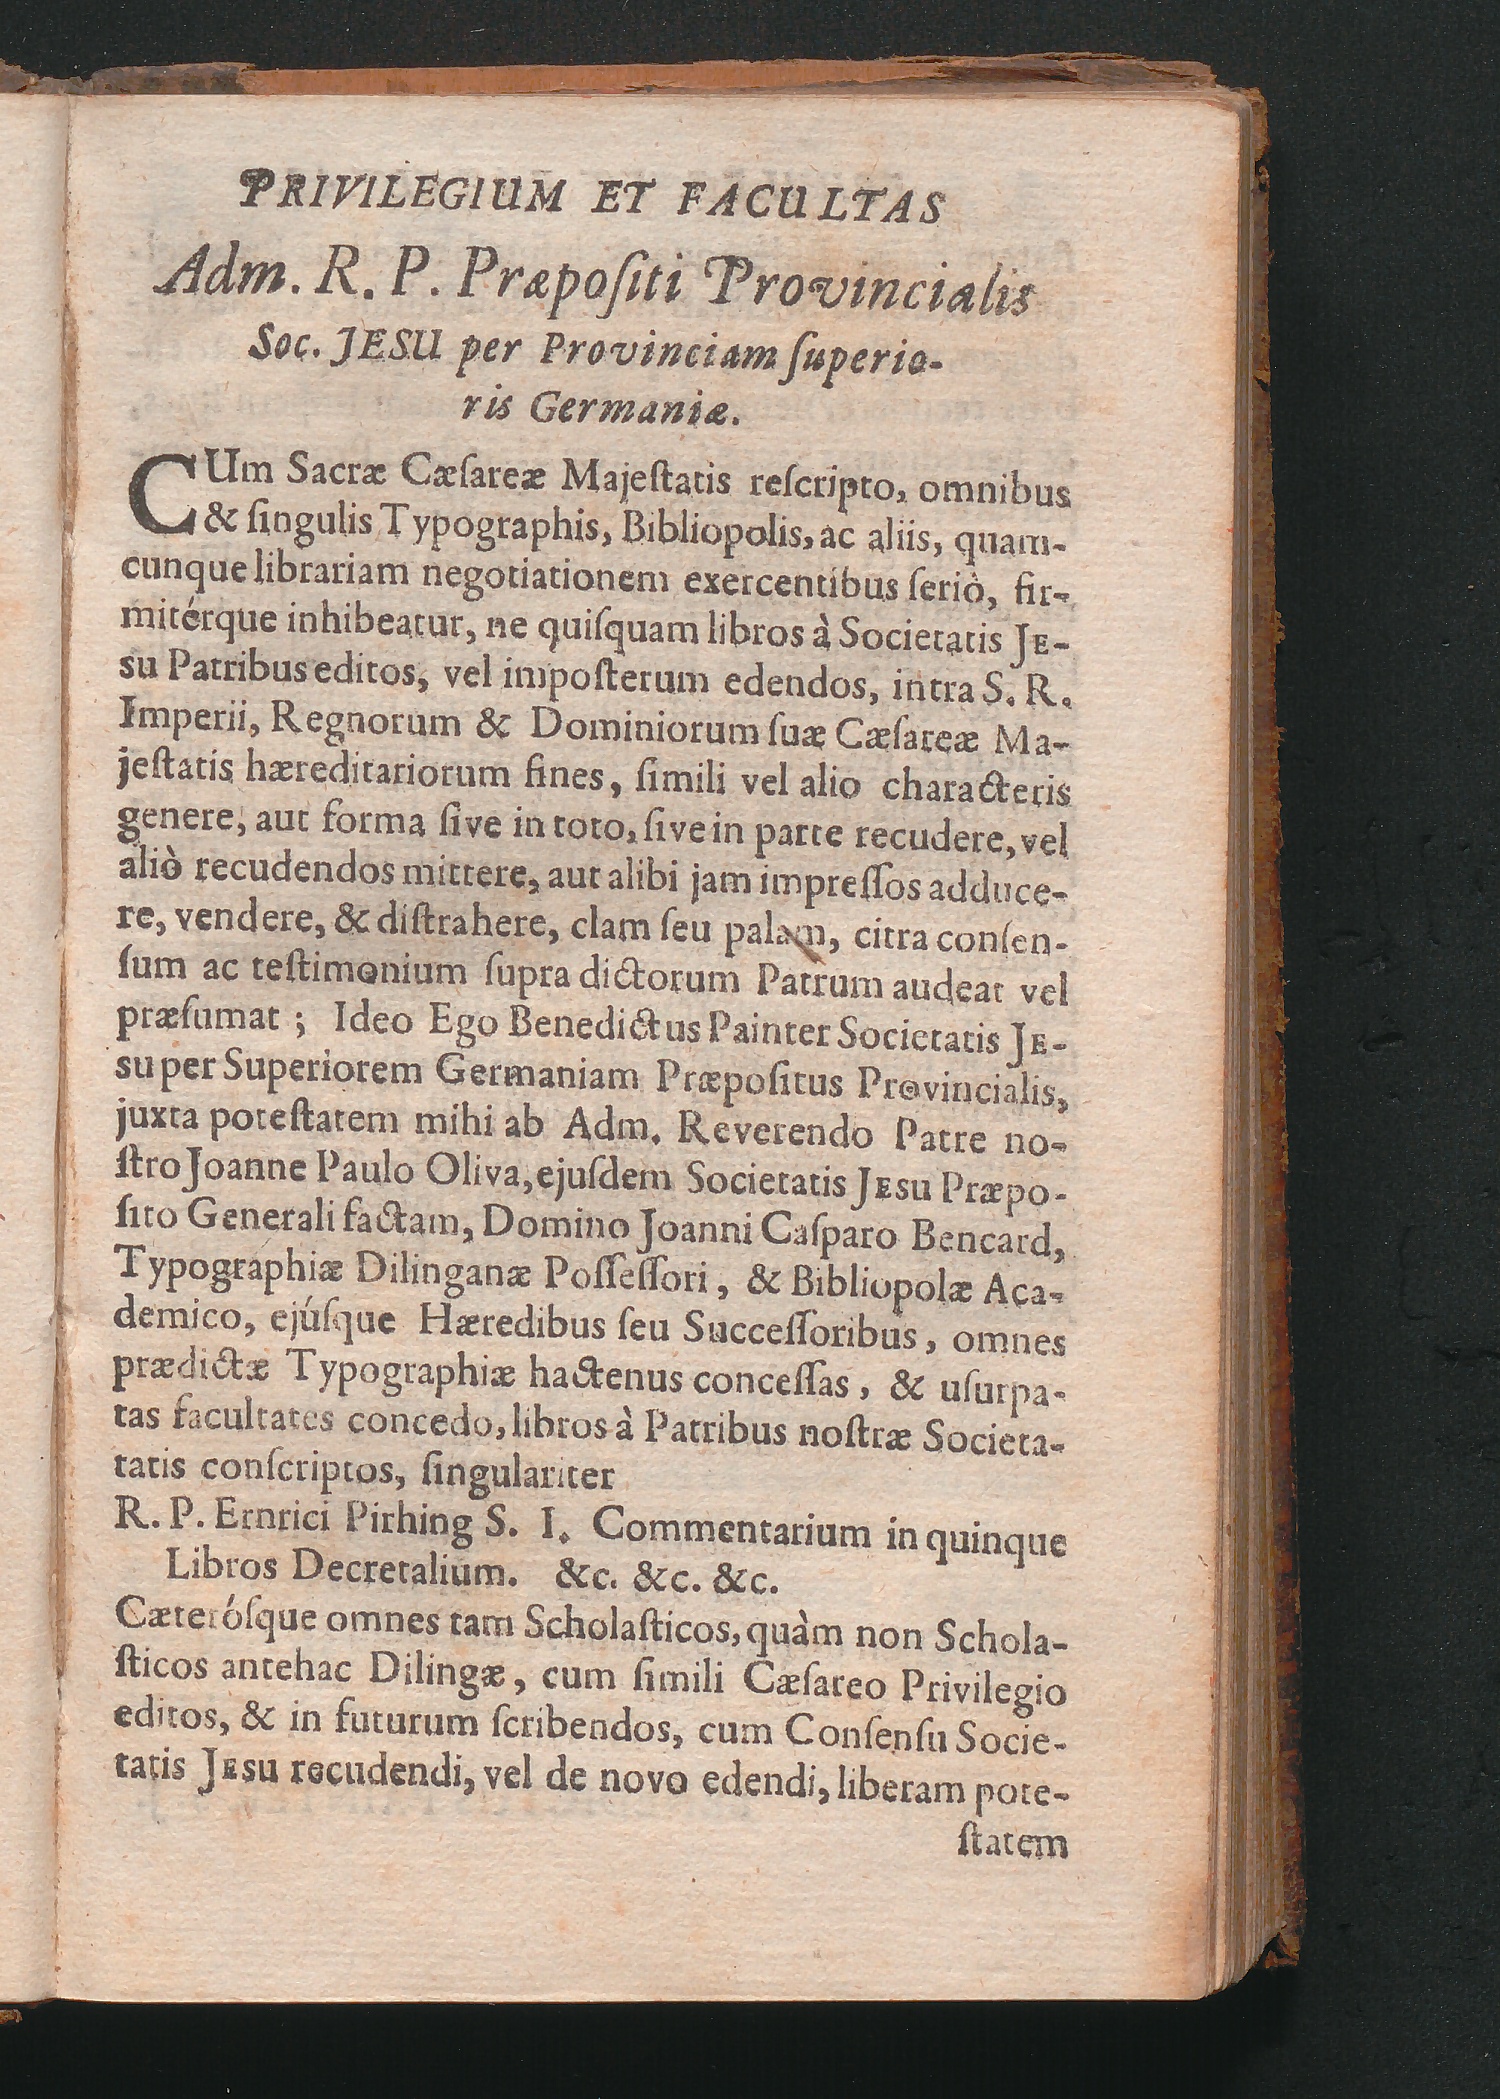 PRIVILEGIUM ET FACULTAS
Adm. R. P. Præpoſiti Provincialis
Soc. JESU per Provinciam ſuperio-
ris Germaniæ.
CUm Sacræ Cæſareæ Majeſtatis reſcripto, omnibus
& ſingulis Typographis, Bibliopolis, ac aliis, quam-
cunque librariam negotiationem exercentibus ſeriò, fir-
mitérque inhibeatur, ne quiſquam libros à Societatis JE-
su Patribus editos, vel impoſterum edendos, intra S. R.
Imperii, Regnorum & Dominiorum ſuæ Cæſareæ Ma-
jeſtatis hæreditariorum fines, ſimili vel alio characteris
genere, aut forma ſive in toto, ſive in parte recudere, vel
aliò recudendos mittere, aut alibi jam impreſſos adduce-
re, vendere, & diſtrahere, clam ſeu palam, citra conſen-
ſum ac teſtimonium ſupra dictorum Patrum audeat vel
præſumat ; Ideo Ego Benedictus Painter Societatis JE-
su per Superiorem Germaniam Præpoſitus Provincialis,
juxta poteſtatem mihi ab Adm. Reverendo Patre no-
ſtro Joanne Paulo Oliva, ejuſdem Societatis JEsu Præpo-
ſito Generali factam, Domino Joanni Caſparo Bencard,
Typographiæ Dilinganæ Poſſeſſori, & Bibliopolæ Aca-
demico, ejúſque Hæredibus ſeu Succeſſoribus, omnes
prædictæ Typographiæ hactenus conceſſas, & uſurpa-
tas facultates concedo, libros à Patribus noſtræ Societa-
tatis conſcriptos, ſingulariter
R. P. Ernrici Pirhing S. I. Commentarium in quinque
Libros Decretalium. &c. &c. &c.
Cæteróſque omnes tam Scholaſticos, quàm non Schola-
ſticos antehac Dilingæ, cum ſimili Cæſareo Privilegio
editos, & in futurum ſcribendos, cum Conſenſu Socie-
tatis JEsu recudendi, vel de novo edendi, liberam pote-
ſtatem